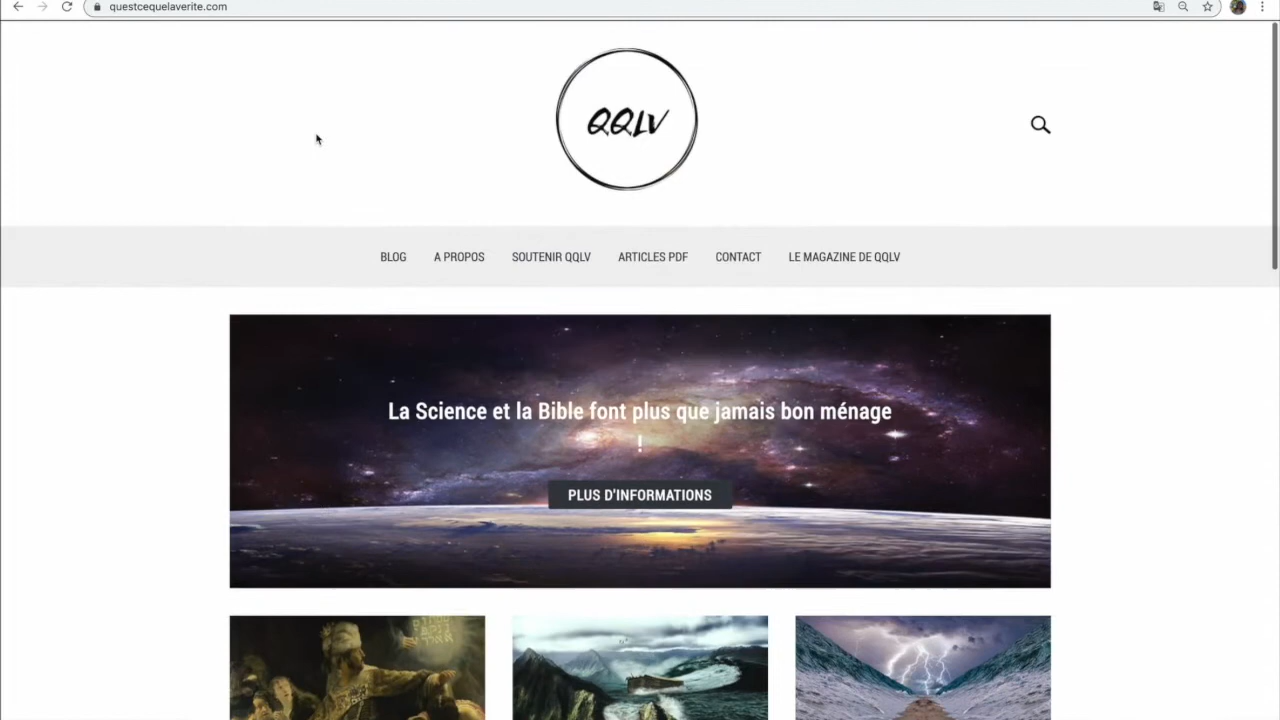 questcequelaverite.com
QQLV
BLOG
A PROPOS
SOUTENIR QQLV
ARTICLES PDF
CONTACT
LE MAGAZINE DE QQLV
La Science et la Bible font plus que jamais bon ménage
!
PLUS D'INFORMATIONS